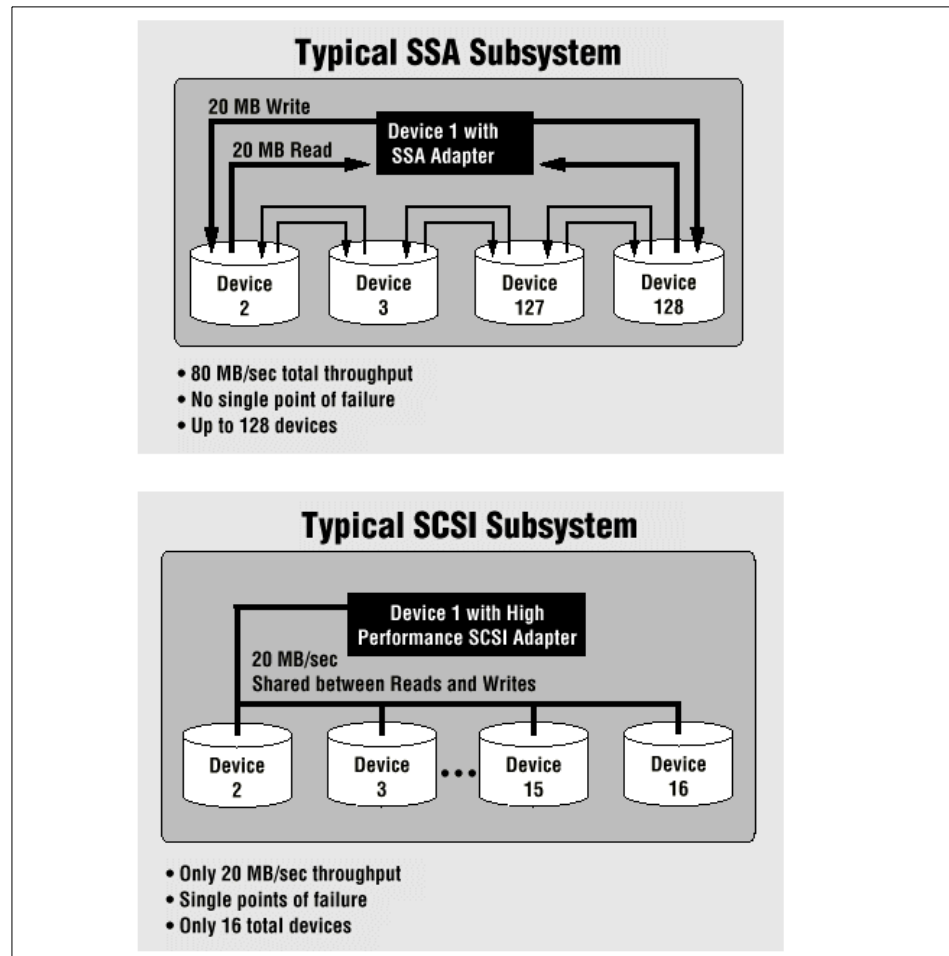 Typical SSA Subsystem
20 MB Write
Device 1 with
SSA Adapter
20 MB Read
Device
2
Device
3
Device
127
Device
128
• 80 MB/sec total throughput
• No single point of failure
• Up to 128 devices
Typical SCSI Subsystem
Device 1 with High
Performance SCSI Adapter
20 MB/sec
Shared between Reads and Writes
Device
2
Device
3
•••
Device
15
Device
16
• Only 20 MB/sec throughput
• Single points of failure
• Only 16 total devices